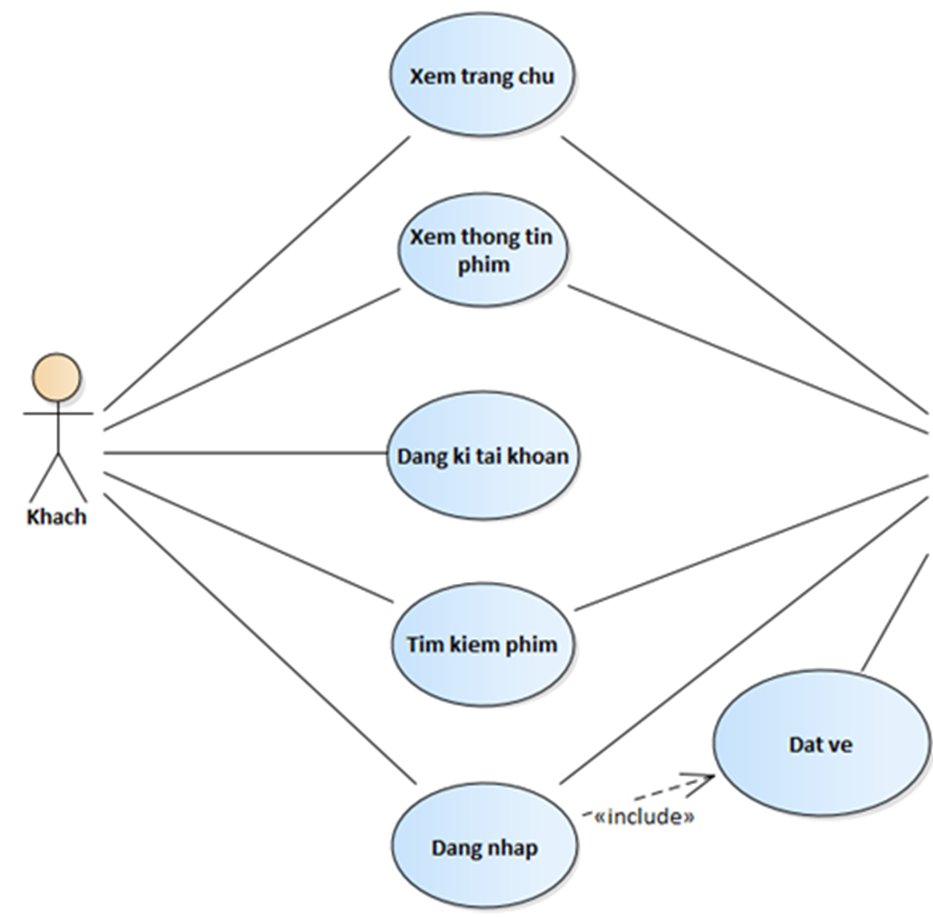 Xem trang chu
Xem thong tin
phim
Dang ki tai khoan
Khach
Tim kiem phim
Dat ve
«include»
Dang nhap